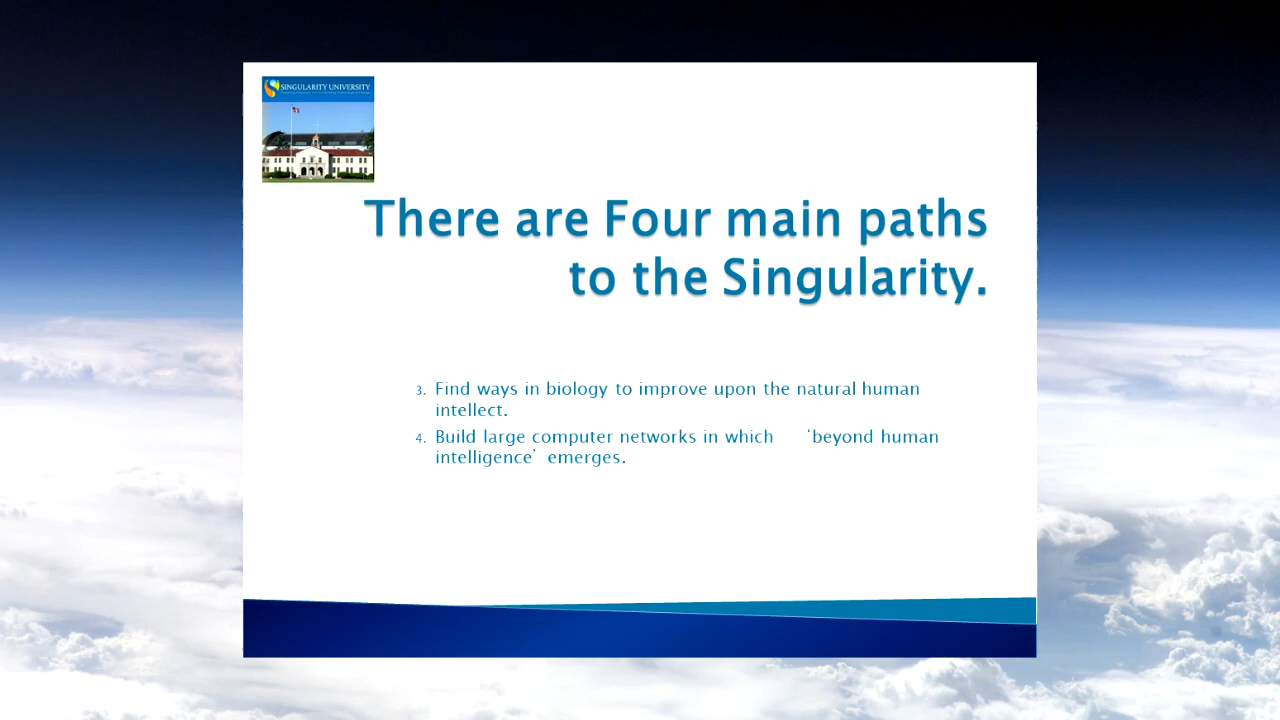 SINGULARITY UNIVERSITY
There are Four main paths
to the Singularity.
3. Find ways in biology to improve upon the natural human
intellect.
4. Build large computer networks in which ‘beyond human
intelligence’ emerges.